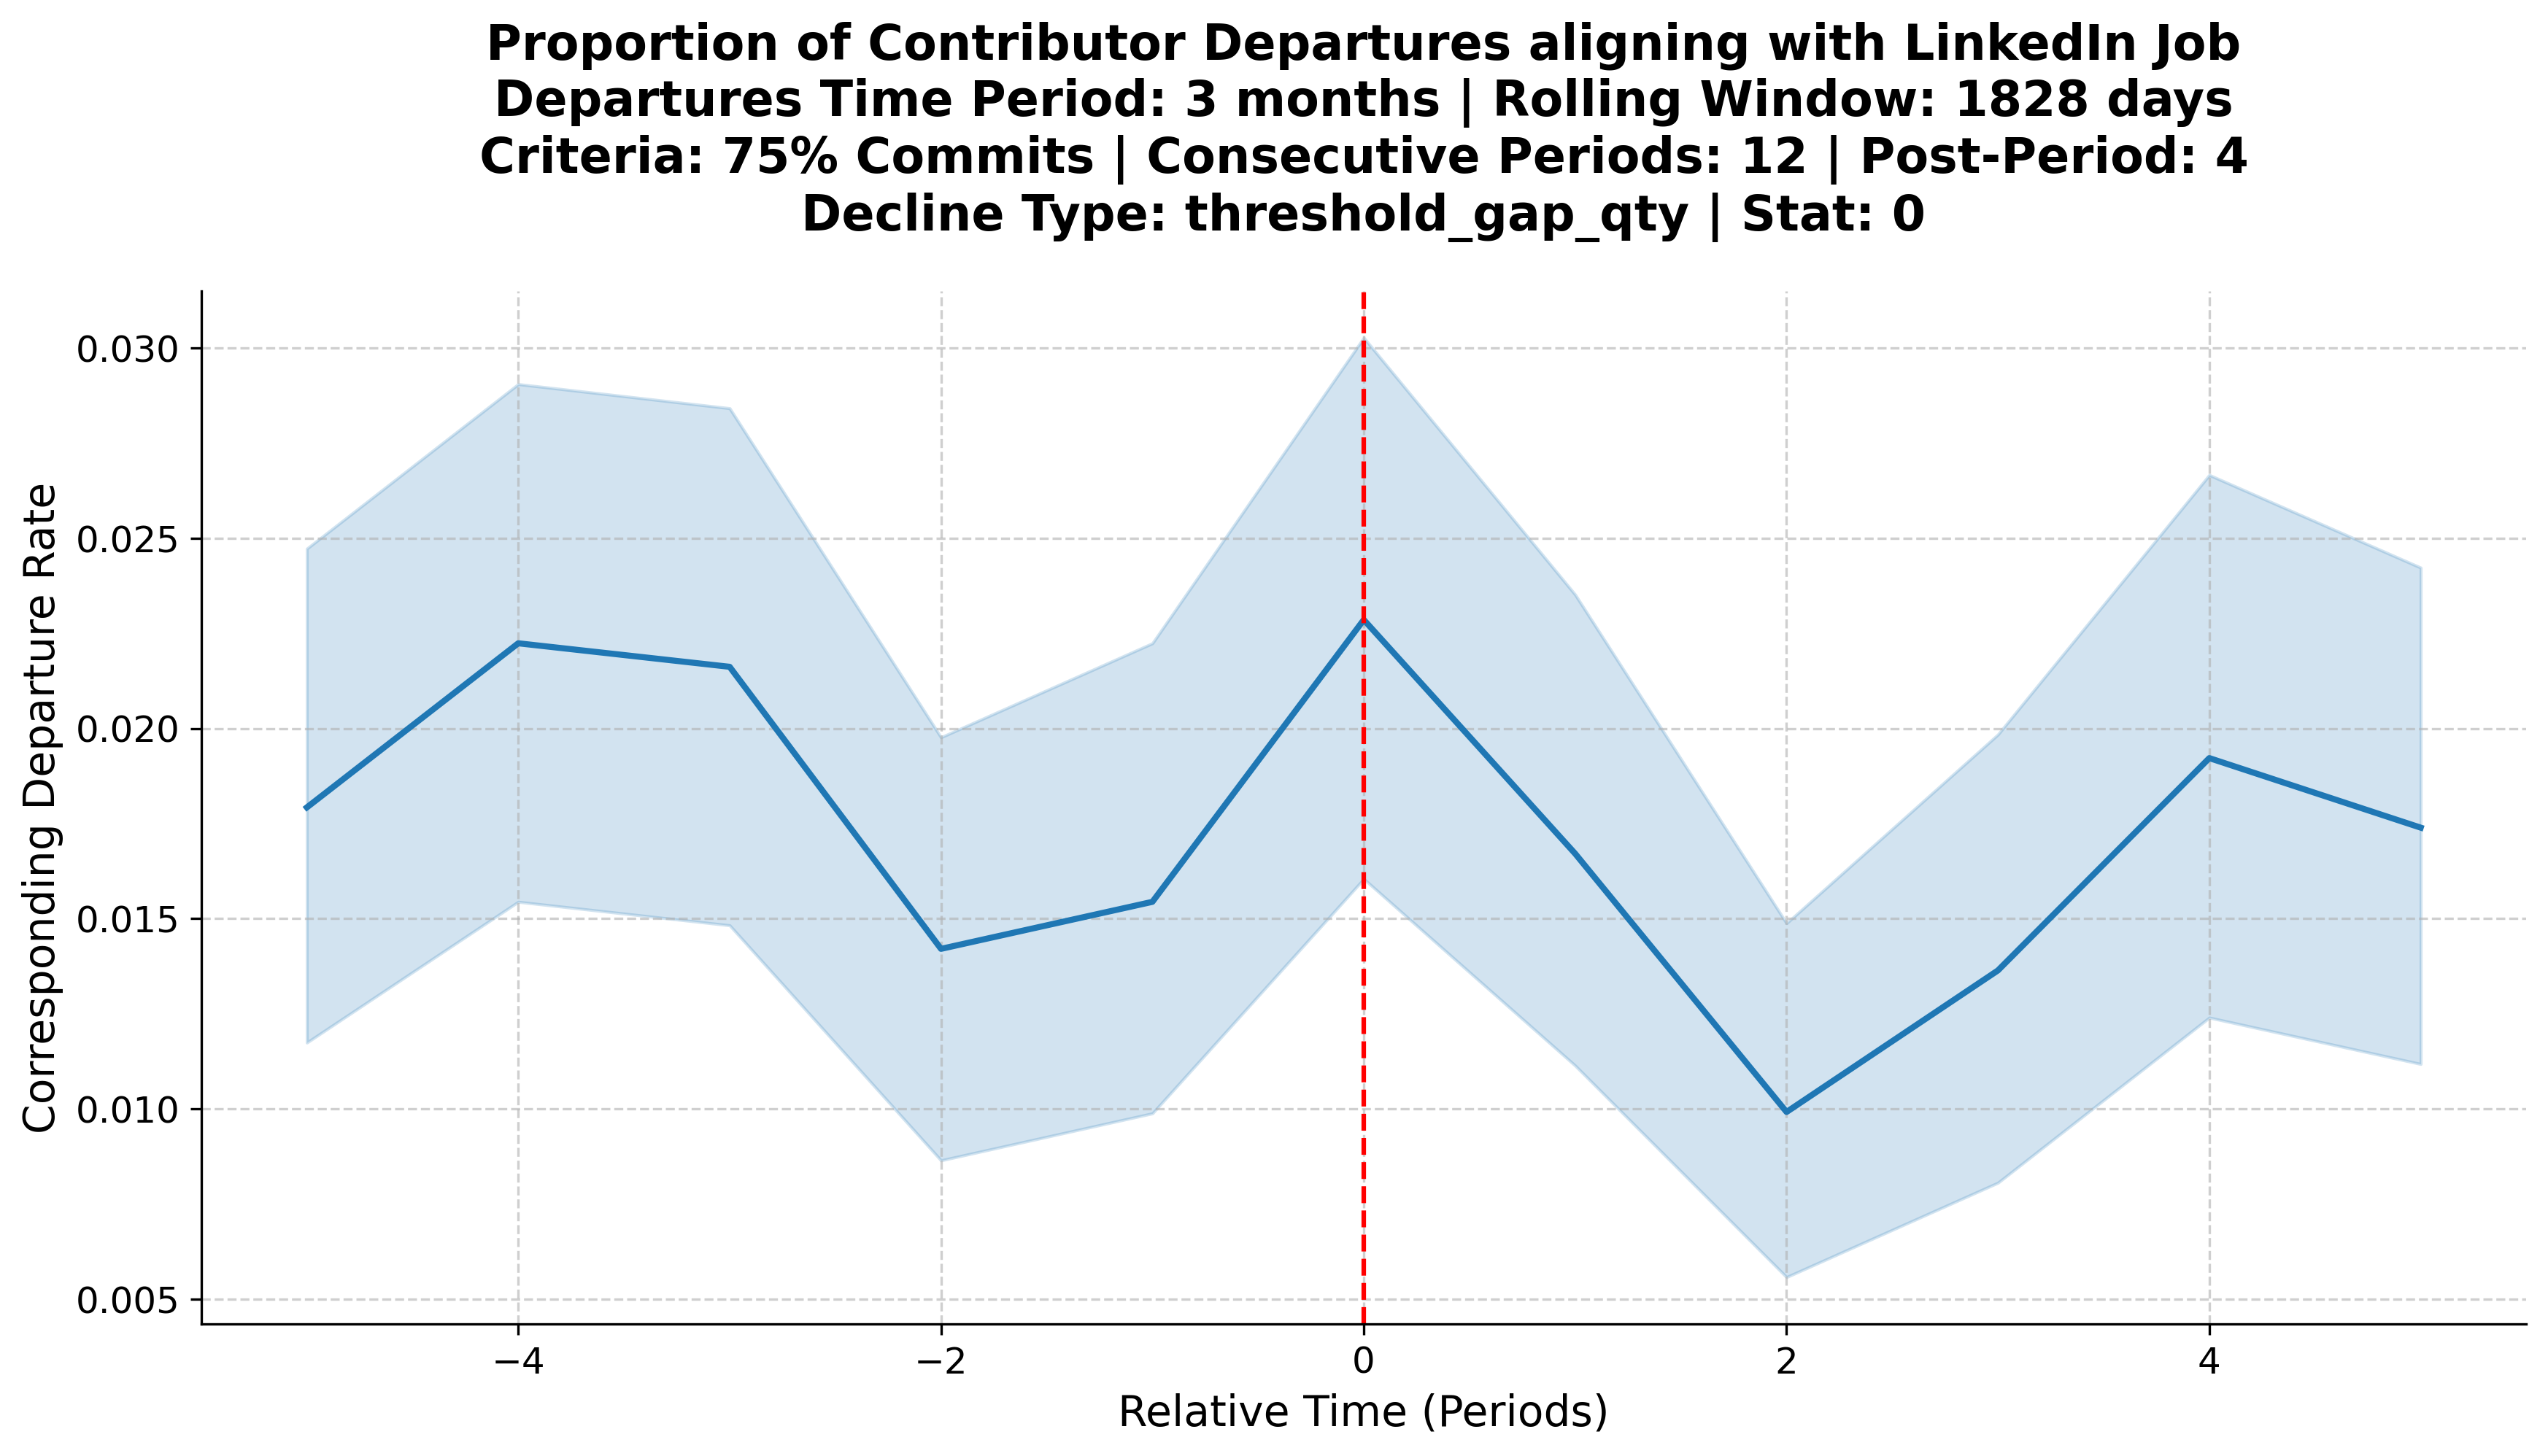 Proportion of Contributor Departures aligning with LinkedIn Job
Departures Time Period: 3 months | Rolling Window: 1828 days
Criteria: 75% Commits | Consecutive Periods: 12 | Post-Period: 4
Decline Type: threshold_gap_qty | Stat: 0
Corresponding Departure Rate
0.030
0.025
0.020
0.015
0.010
0.005
−4 −2 0 2 4
Relative Time (Periods)